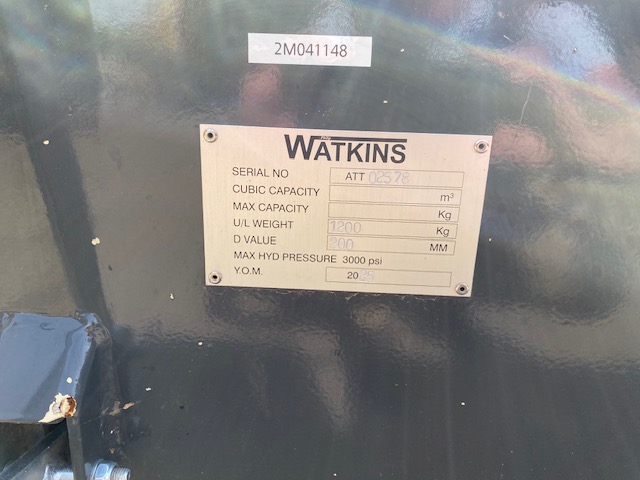 2M041148
WATKINS
SERIAL NO ATT 02578
CUBIC CAPACITY m³
MAX CAPACITY Kg
U/L WEIGHT 1200 Kg
D VALUE MM
MAX HYD PRESSURE 3000 psi
Y.O.M. 20